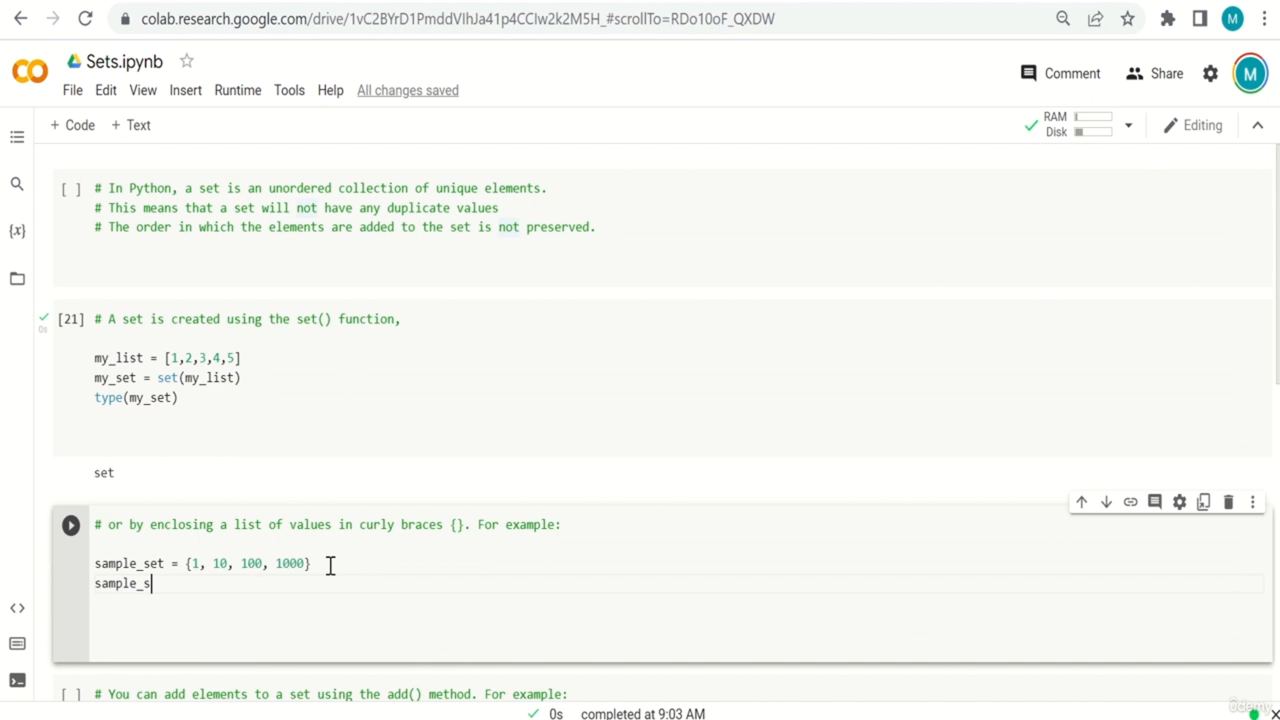 colab.research.google.com/drive/1vC2BYrD1PmddVIhJa41p4CCIw2k2M5H_#scrollTo=RDo10oF_QXDW
M
Sets.ipynb
File Edit View Insert Runtime Tools Help All changes saved
Comment Share M
+ Code + Text
RAM
Disk
Editing
{x}
[ ] # In Python, a set is an unordered collection of unique elements.
# This means that a set will not have any duplicate values
# The order in which the elements are added to the set is not preserved.
0s
[21] # A set is created using the set() function,
my_list = [1,2,3,4,5]
my_set = set(my_list)
type(my_set)
set
# or by enclosing a list of values in curly braces {}. For example:
sample_set = {1, 10, 100, 1000}
sample_s
[ ] # You can add elements to a set using the add() method. For example:
0s completed at 9:03 AM
ûdemy